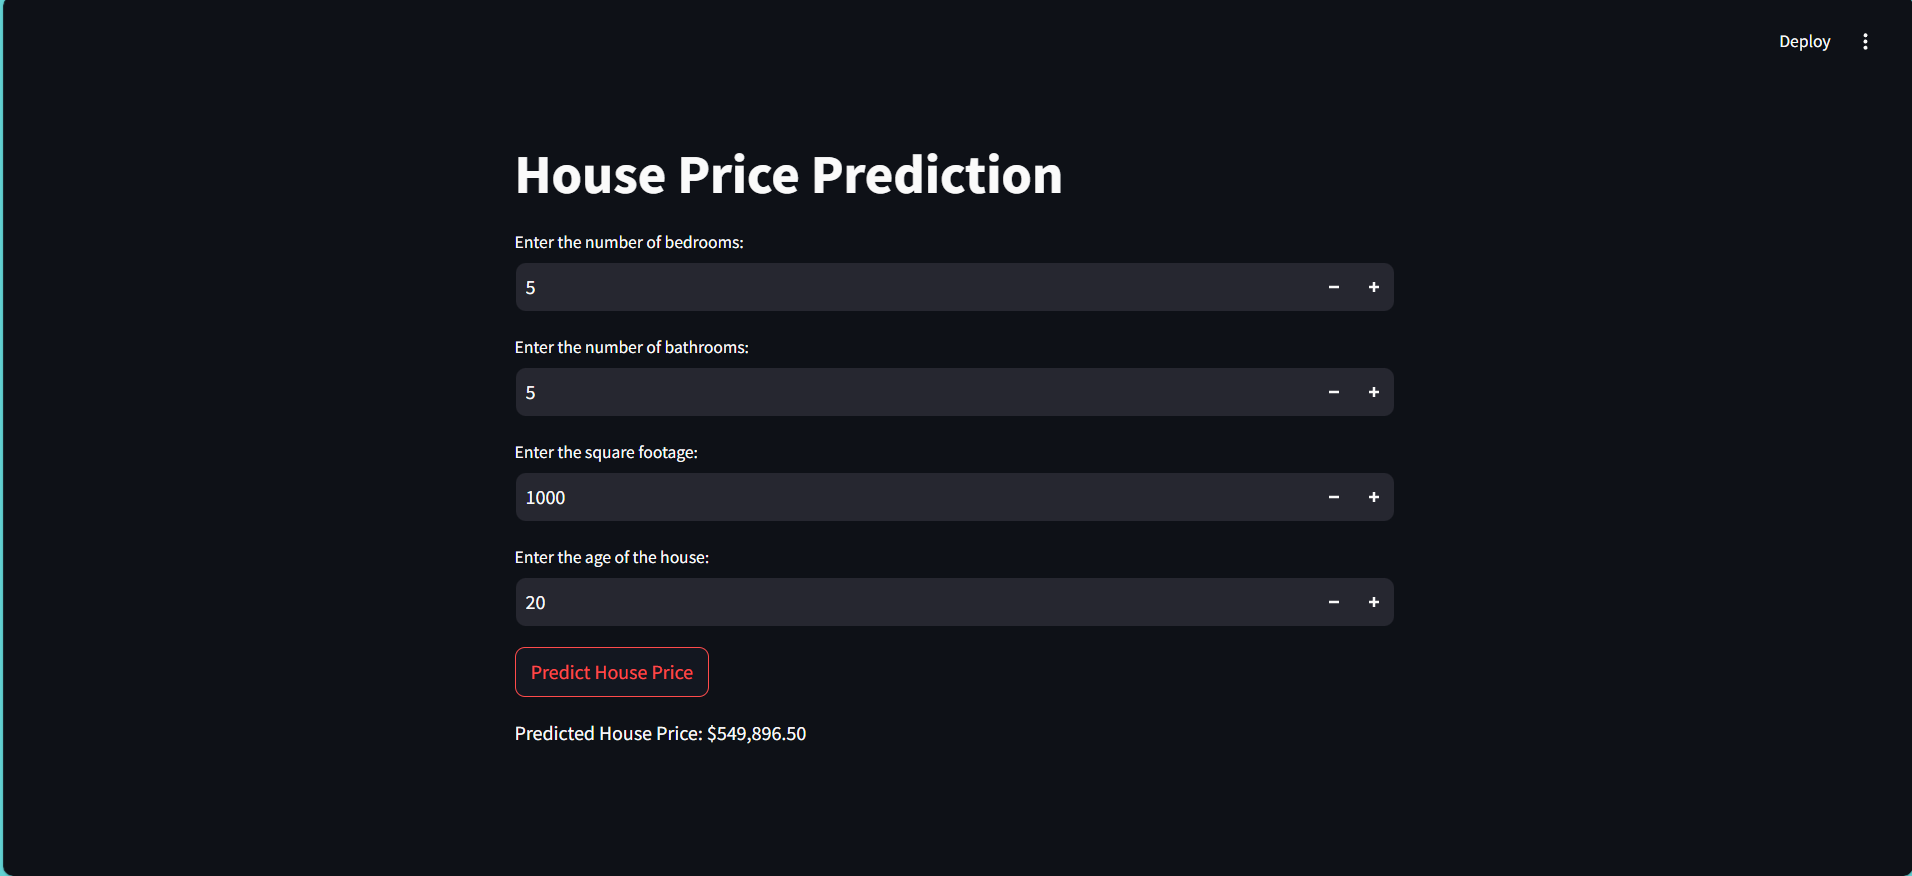 Deploy
House Price Prediction
Enter the number of bedrooms:
5
Enter the number of bathrooms:
5
Enter the square footage:
1000
Enter the age of the house:
20
Predict House Price
Predicted House Price: $549,896.50